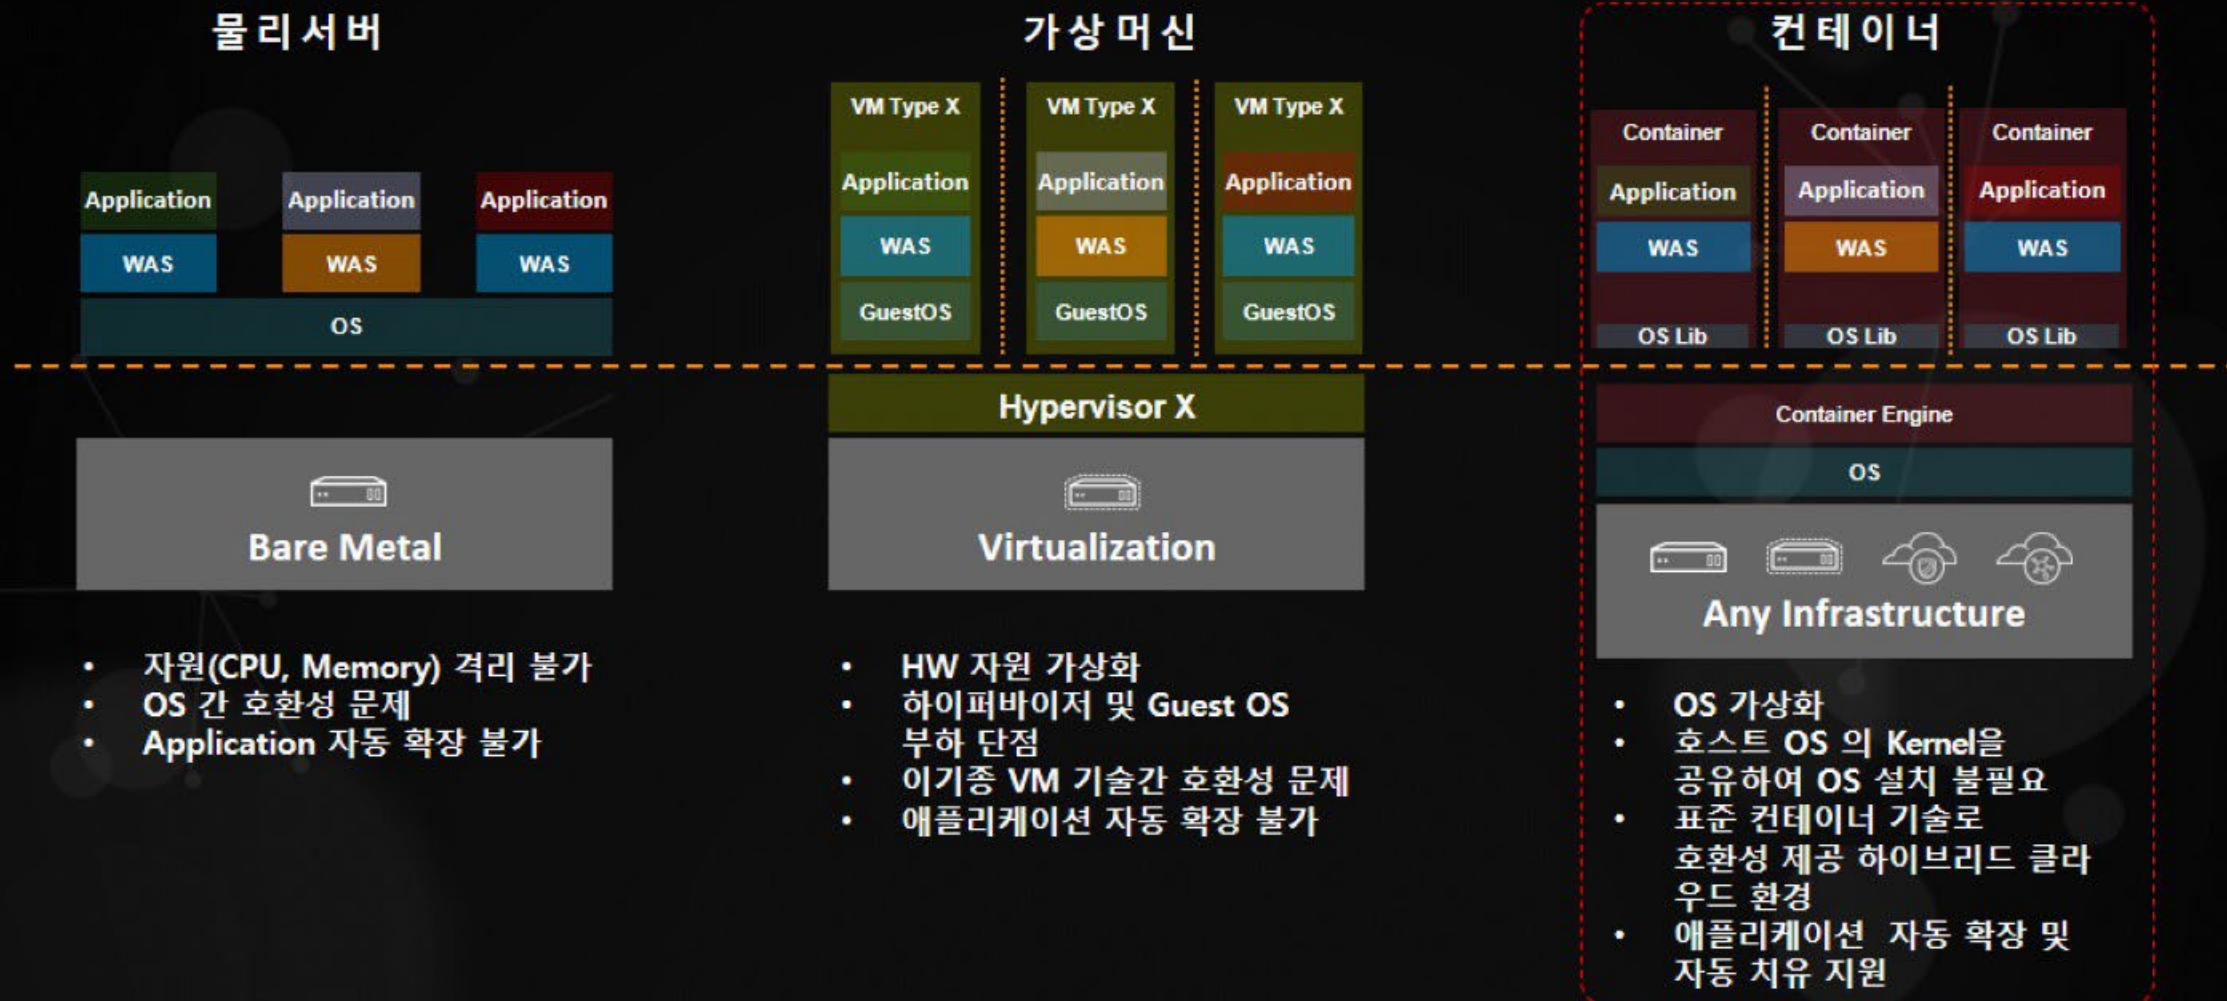 물리서버
Application Application Application
WAS WAS WAS
OS
Bare Metal
• 자원(CPU, Memory) 격리 불가
• OS 간 호환성 문제
• Application 자동 확장 불가
가상머신
VM Type X VM Type X VM Type X
Application Application Application
WAS WAS WAS
GuestOS GuestOS GuestOS
Hypervisor X
Virtualization
• HW 자원 가상화
• 하이퍼바이저 및 Guest OS
부하 단점
• 이기종 VM 기술간 호환성 문제
• 애플리케이션 자동 확장 불가
컨테이너
Container Container Container
Application Application Application
WAS WAS WAS
OS Lib OS Lib OS Lib
Container Engine
OS
Any Infrastructure
• OS 가상화
• 호스트 OS 의 Kernel을
공유하여 OS 설치 불필요
• 표준 컨테이너 기술로
호환성 제공 하이브리드 클라
우드 환경
• 애플리케이션 자동 확장 및
자동 치유 지원